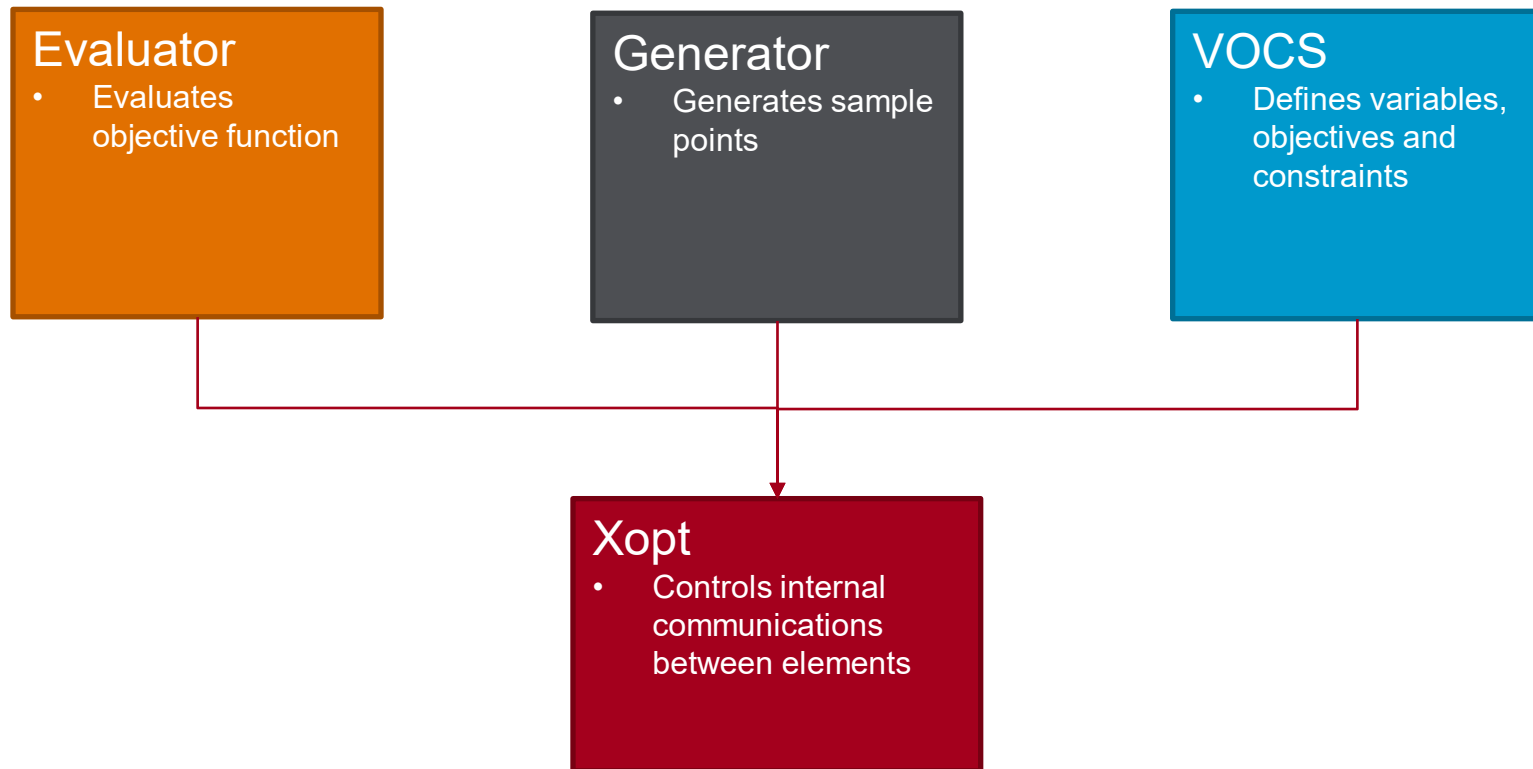 Evaluator
• Evaluates
objective function
Generator
• Generates sample
points
VOCS
• Defines variables,
objectives and
constraints
Xopt
• Controls internal
communications
between elements